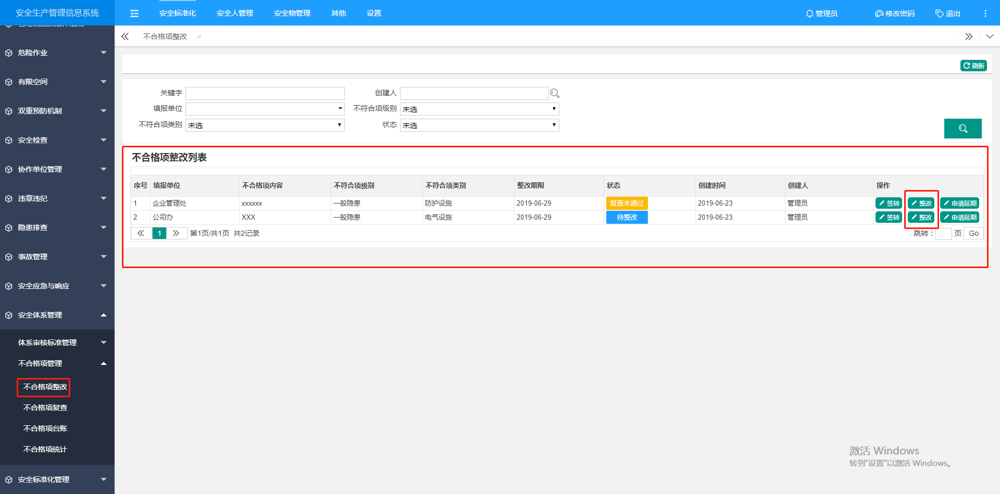 安全生产管理信息系统
安全标准化 安全人管理 安全物管理 其他 设置
管理员 修改密码 退出
不合格项整改
危险作业
有限空间
双重预防机制
安全检查
协作单位管理
违章违纪
隐患排查
事故管理
安全应急与响应
安全体系管理
体系审核标准管理
不合格项管理
不合格项整改
不合格项复查
不合格项台账
不合格项统计
安全标准化管理
刷新
关键字 创建人
填报单位 不符合项级别 未选
不符合项类别 未选 状态 未选
不合格项整改列表
序号 填报单位 不合格项内容 不符合项级别 不符合项类别 整改期限 状态 创建时间 创建人 操作
1 企业管理处 xxxxxx 一般隐患 防护设施 2019-06-29 复查未通过 2019-06-23 管理员 签转 整改 申请延期
2 公司办 XXX 一般隐患 电气设施 2019-06-29 待整改 2019-06-23 管理员 签转 整改 申请延期
1 第1页/共1页 共2记录 跳转： 页 Go
激活 Windows
转到"设置"以激活 Windows。